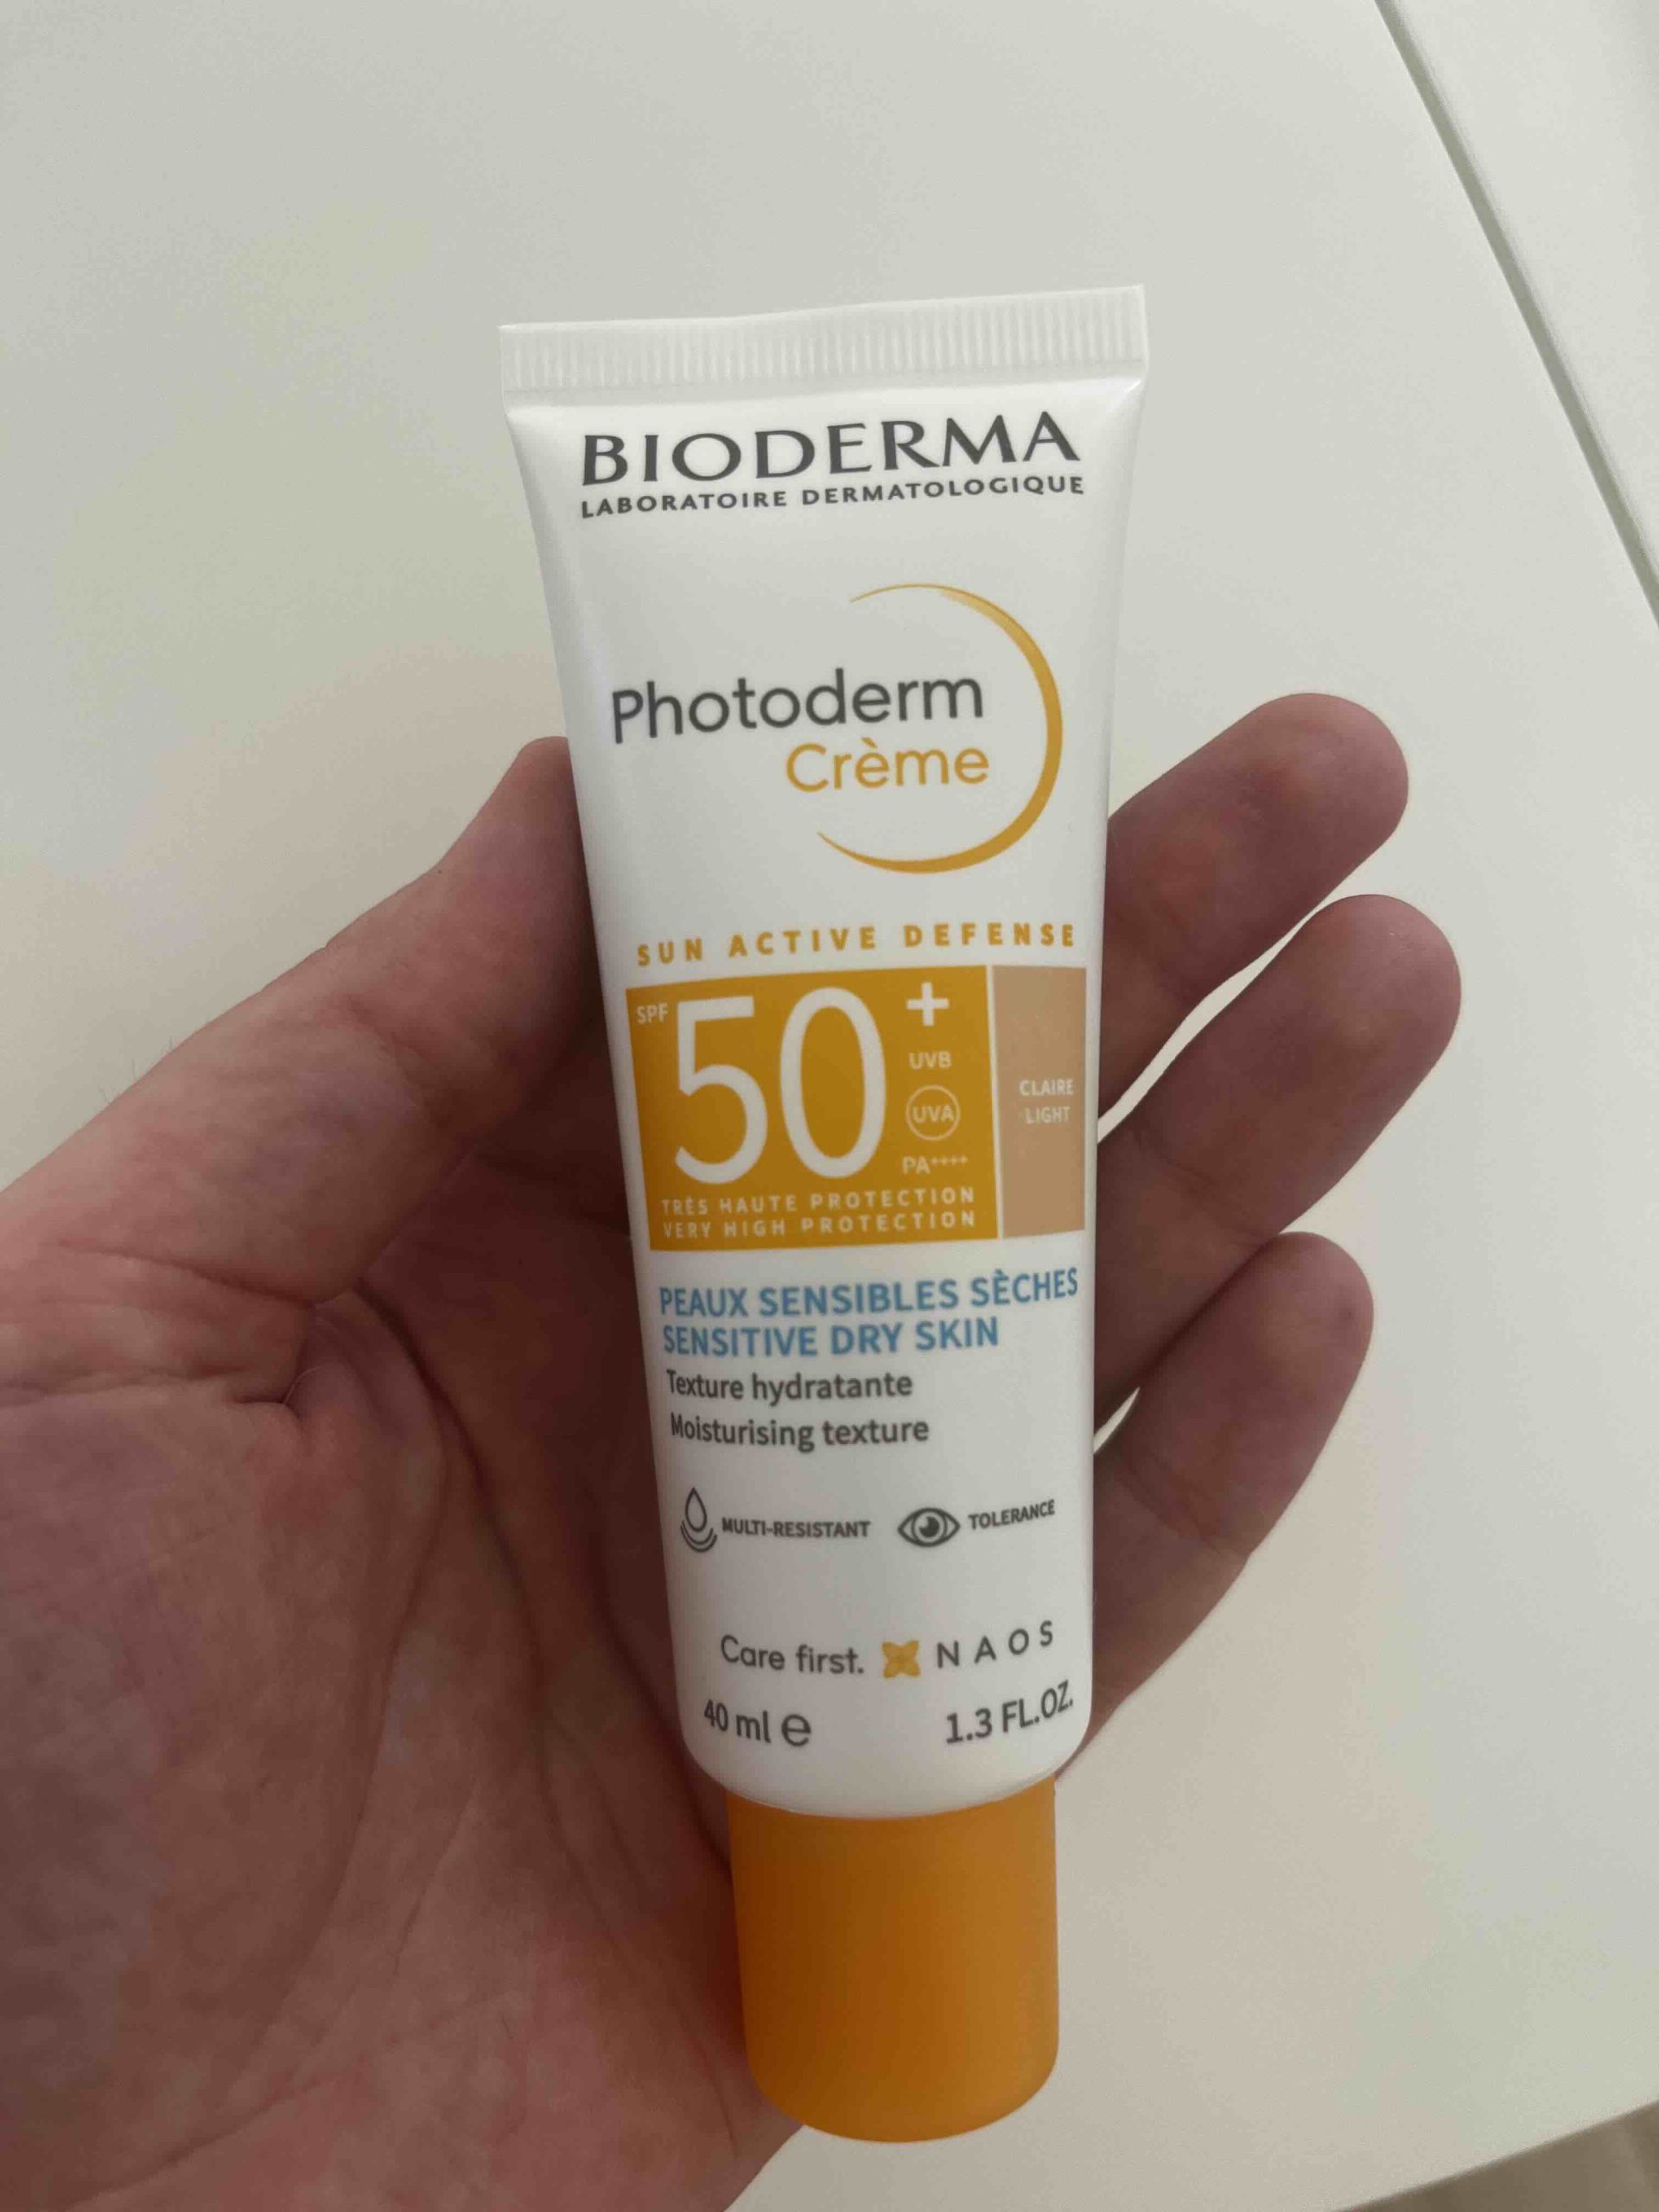 BIODERMA
LABORATOIRE DERMATOLOGIQUE
Photoderm
Crème
SUN ACTIVE DEFENSE
SPF 50+
UVB
UVA
PA++++
TRÈS HAUTE PROTECTION
VERY HIGH PROTECTION
CLAIRE
LIGHT
PEAUX SENSIBLES SÈCHES
SENSITIVE DRY SKIN
Texture hydratante
Moisturising texture
MULTI-RESISTANT TOLERANCE
Care first. NAOS
40 ml e 1.3 FL.OZ.